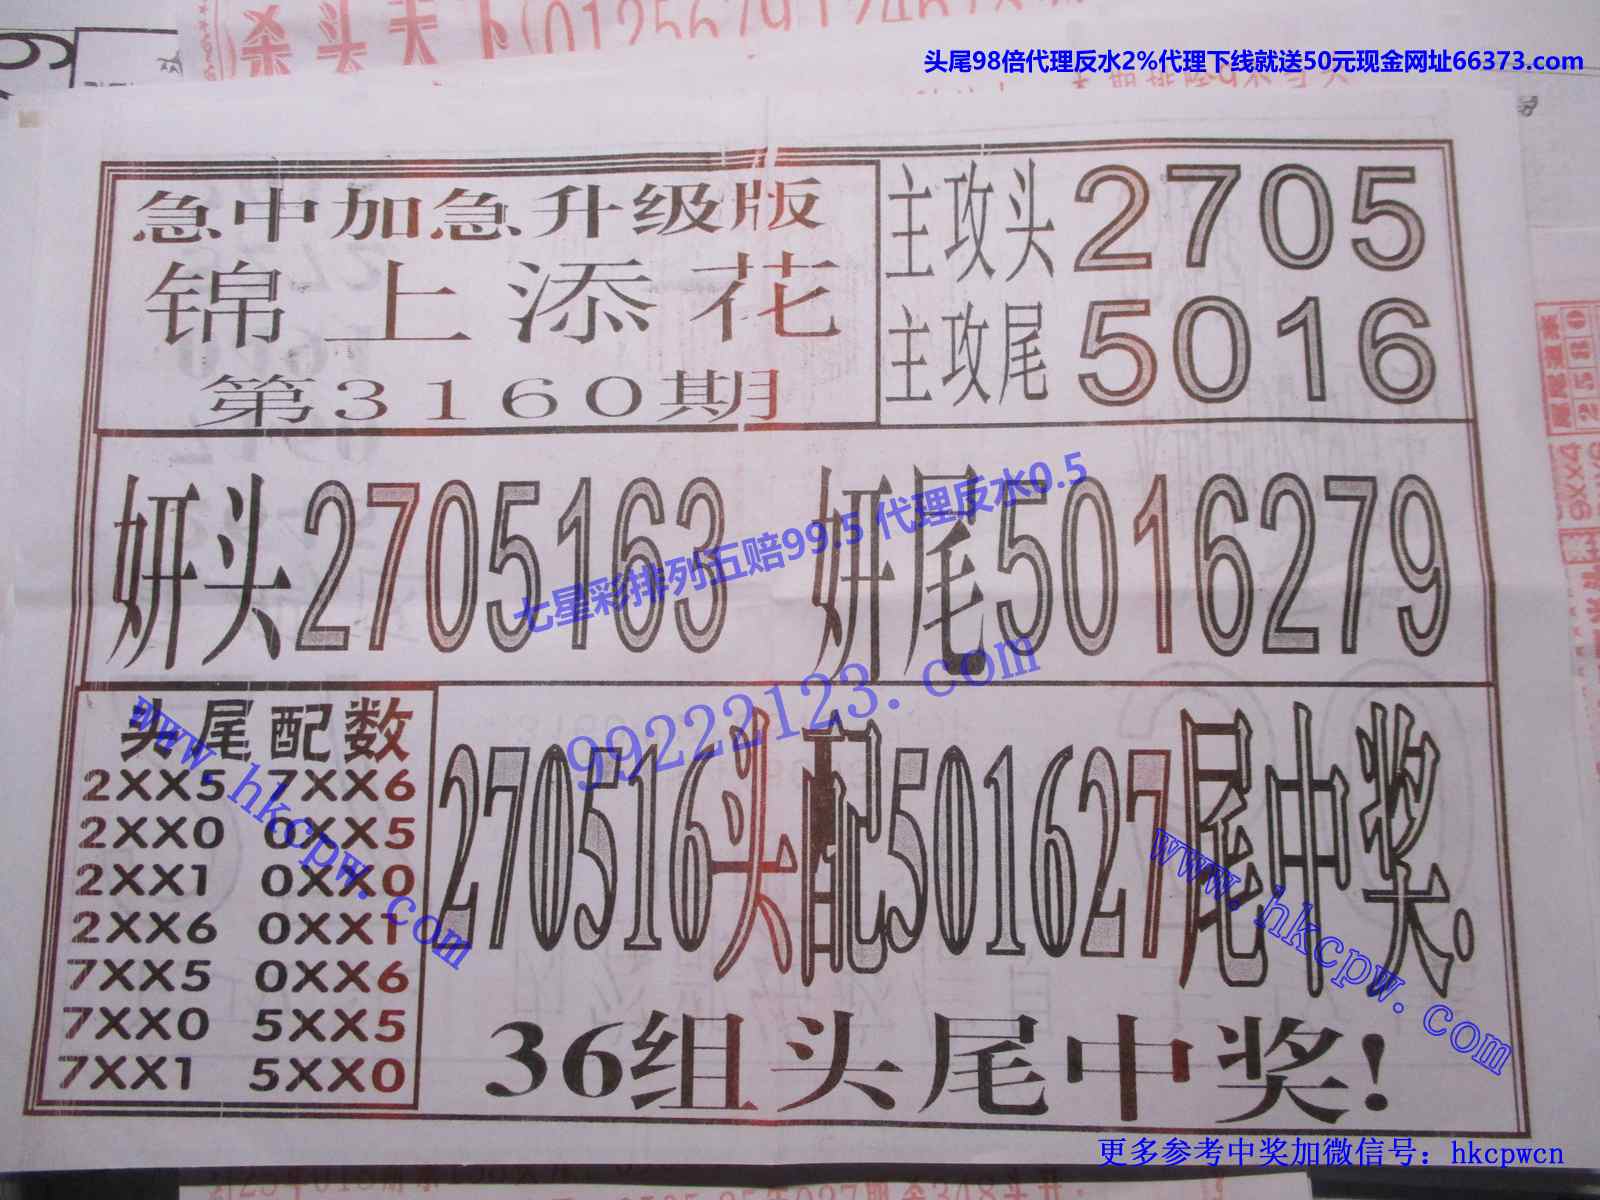 杀头天下(
头尾98倍代理反水2%代理下线就送50元现金网址66373.com
急中加急升级版
锦上添花
第3160期
主攻头2705
主攻尾5016
妍头2705163 妍尾5016279
七星彩排列五赔99.5 代理反水0.5
99222123.com
头尾配数
2XX5 7XX6
2XX0 0XX5
2XX1 0XX0
2XX6 0XX1
7XX5 0XX6
7XX0 5XX5
7XX1 5XX0
270516头配501627尾中奖.
36组头尾中奖!
www.hkcpw.com
www.hkcpw.com
9XX4
更多参考中奖加微信号：hkcpwcn